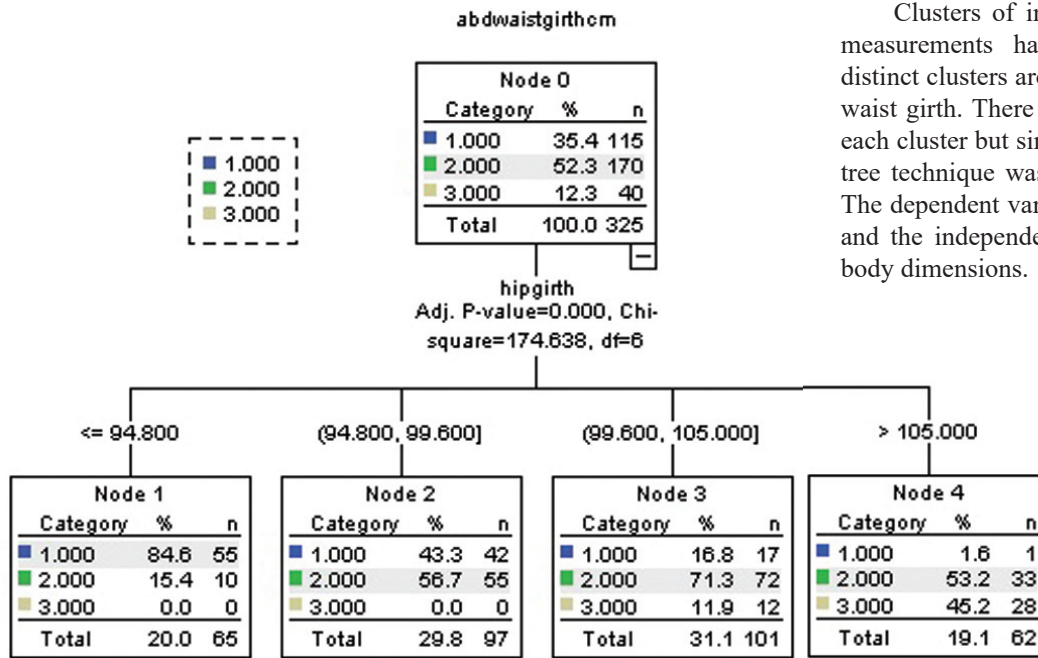 abdwaistgirthcm
Node 0
Category % n
1.000 35.4 115
2.000 52.3 170
3.000 12.3 40
Total 100.0 325
1.000
2.000
3.000
hipgirth
Adj. P-value=0.000, Chi-
square=174.638, df=6
<= 94.800
(94.800, 99.600]
(99.600, 105.000]
> 105.000
Node 1
Category % n
1.000 84.6 55
2.000 15.4 10
3.000 0.0 0
Total 20.0 65
Node 2
Category % n
1.000 43.3 42
2.000 56.7 55
3.000 0.0 0
Total 29.8 97
Node 3
Category % n
1.000 16.8 17
2.000 71.3 72
3.000 11.9 12
Total 31.1 101
Node 4
Category % n
1.000 1.6 1
2.000 53.2 33
3.000 45.2 28
Total 19.1 62
Clusters of
measurements
distinct clusters
waist girth. There
each cluster but
tree technique
The dependent
and the
body dimensions.